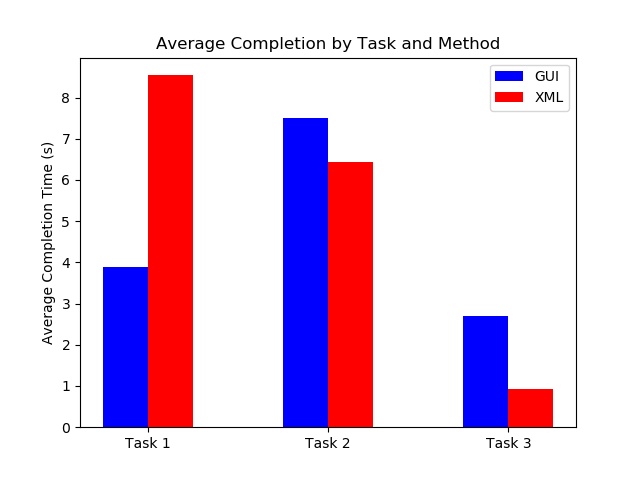 Average Completion by Task and Method
GUI
XML
Average Completion Time (s)
8
7
6
5
4
3
2
1
0
Task 1
Task 2
Task 3